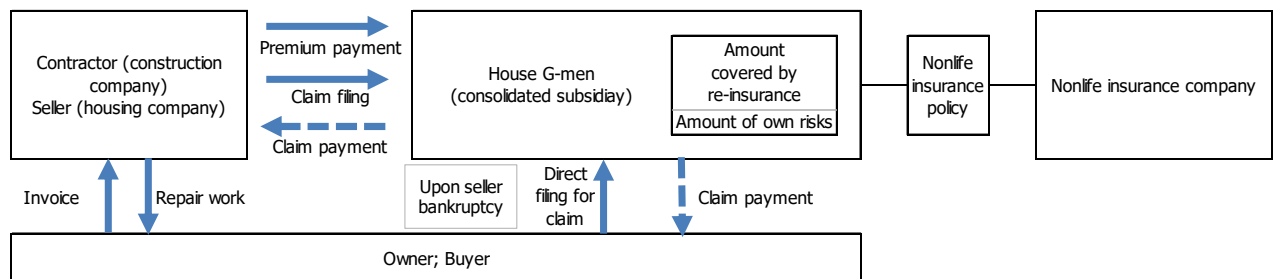 Contractor (construction
company)
Seller (housing company)
Premium payment
Claim filing
Claim payment
House G-men
(consolidated subsidiay)
Amount
covered by
re-insurance
Amount of own risks
Nonlife
insurance
policy
Nonlife insurance company
Invoice
Repair work
Upon seller
bankruptcy
Direct
filing for
claim
Claim payment
Owner; Buyer